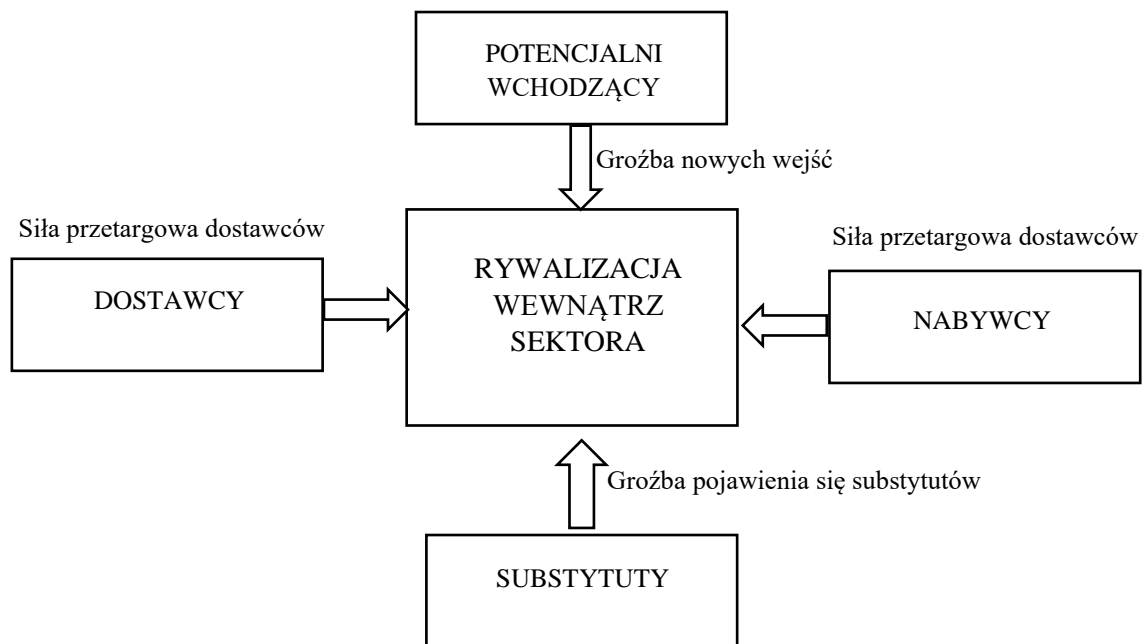 POTENCJALNI
WCHODZĄCY
Groźba nowych wejść
Siła przetargowa dostawców
DOSTAWCY
RYWALIZACJA
WEWNĄTRZ
SEKTORA
Siła przetargowa dostawców
NABYWCY
Groźba pojawienia się substytutów
SUBSTYTUTY